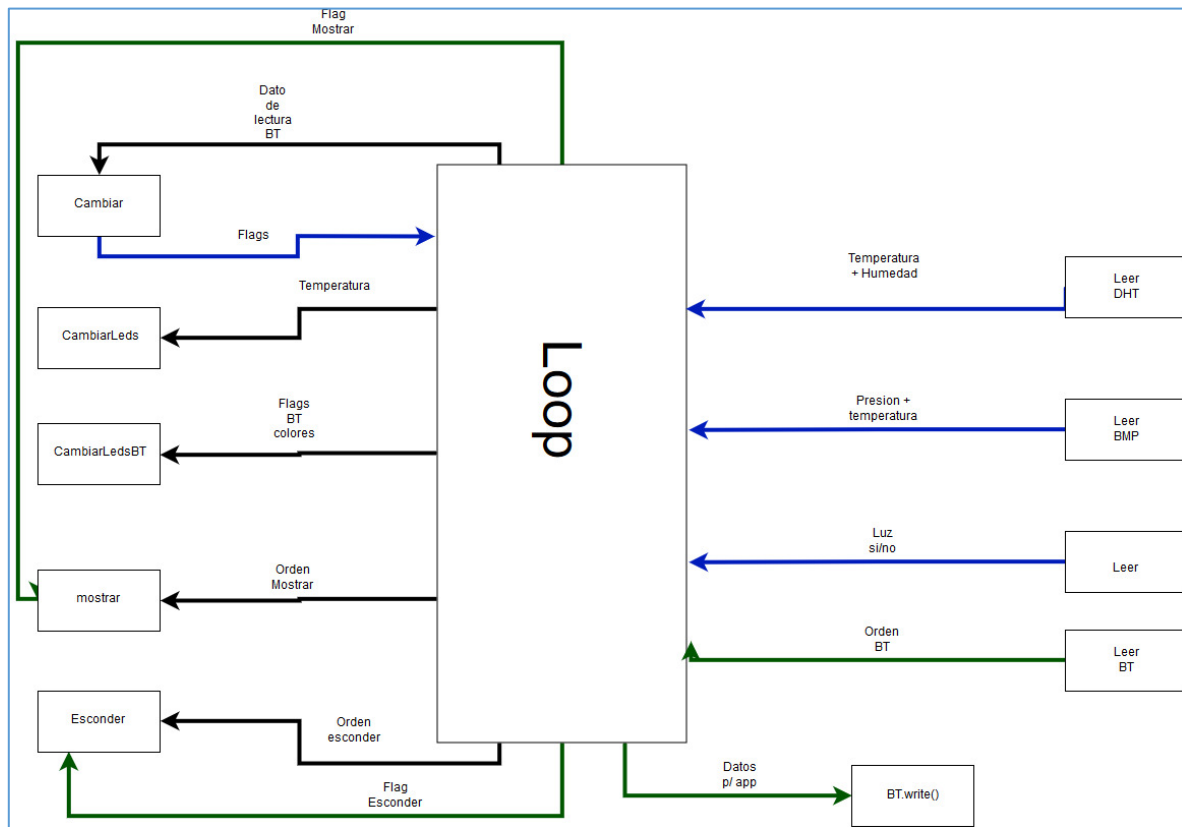 Flag
Mostrar
Dato
de
lectura
BT
Cambiar
Flags
Temperatura
CambiarLeds
Flags
BT
colores
CambiarLedsBT
Orden
Mostrar
mostrar
Esconder
Orden
esconder
Flag
Esconder
Loop
Temperatura
+ Humedad
Leer
DHT
Presion +
temperatura
Leer
BMP
Luz
si/no
Leer
Orden
BT
Leer
BT
Datos
p/ app
BT.write()